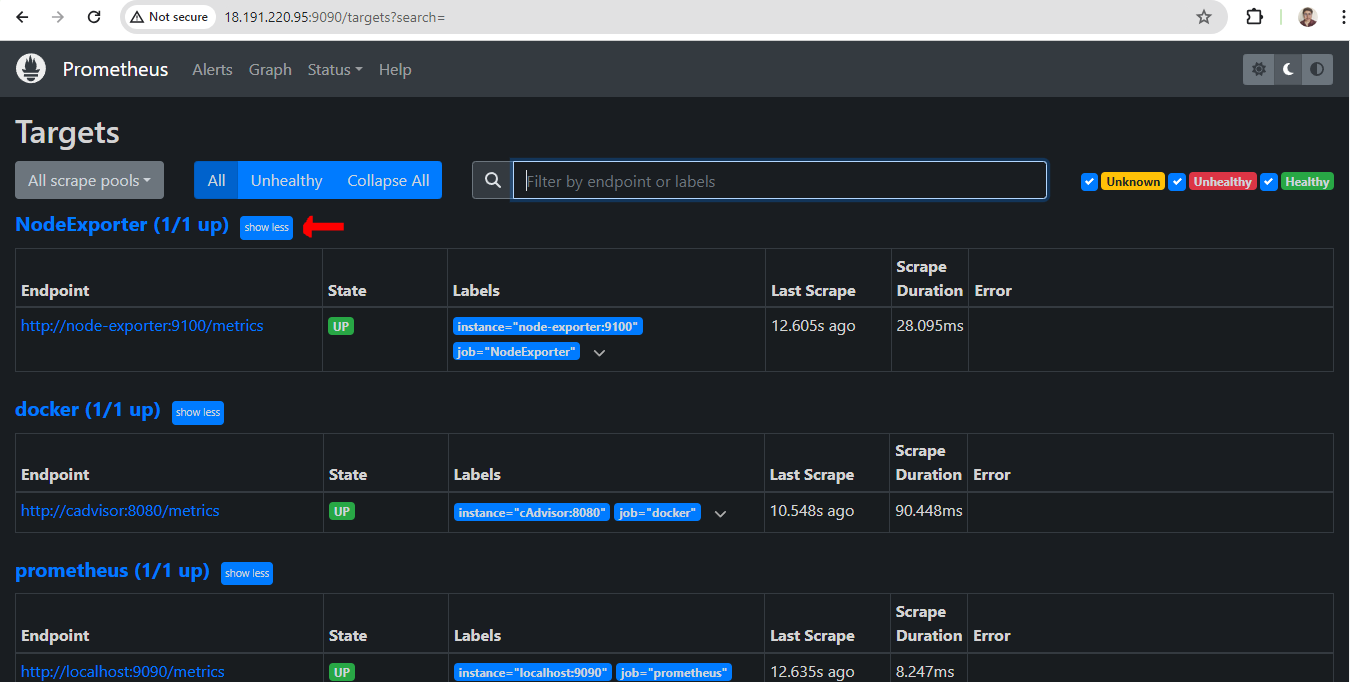 Not secure 18.191.220.95:9090/targets?search=
Prometheus Alerts Graph Status Help
Targets
All scrape pools All Unhealthy Collapse All Filter by endpoint or labels Unknown Unhealthy Healthy
NodeExporter (1/1 up) show less
Endpoint State Labels Last Scrape Scrape Duration Error
http://node-exporter:9100/metrics UP instance="node-exporter:9100" 12.605s ago 28.095ms
job="NodeExporter"
docker (1/1 up) show less
Endpoint State Labels Last Scrape Scrape Duration Error
http://cadvisor:8080/metrics UP instance="cAdvisor:8080" job="docker" 10.548s ago 90.448ms
prometheus (1/1 up) show less
Endpoint State Labels Last Scrape Scrape Duration Error
http://localhost:9090/metrics UP instance="localhost:9090" job="prometheus" 12.635s ago 8.247ms